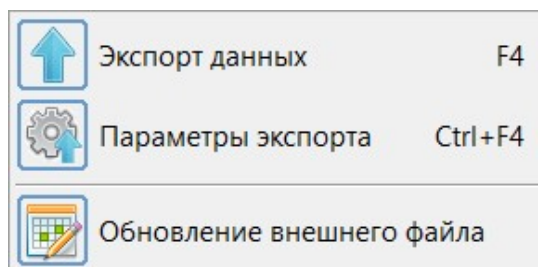 Экспорт данных F4
Параметры экспорта Ctrl+F4
Обновление внешнего файла